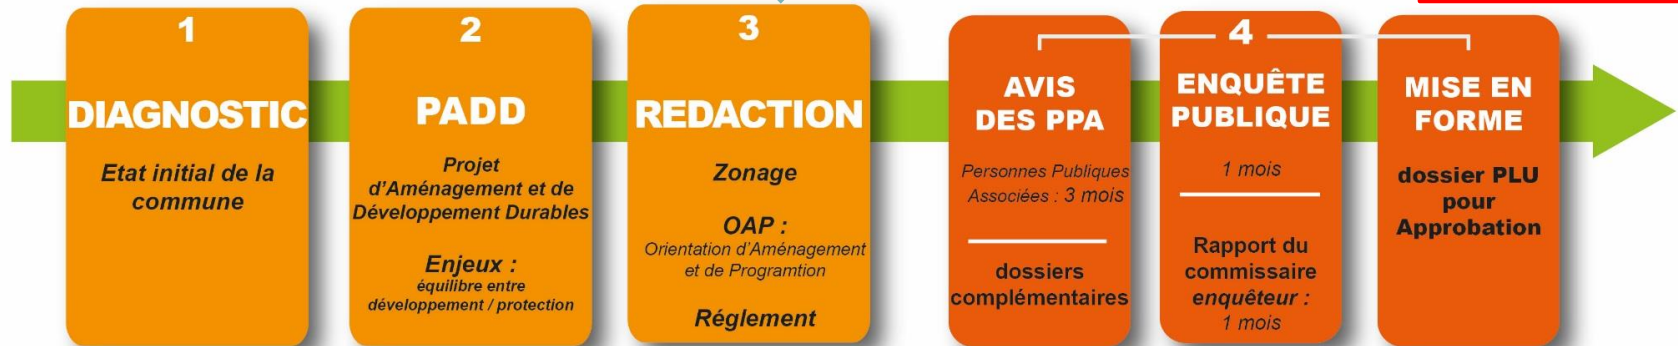 1
DIAGNOSTIC
Etat initial de la
commune
2
PADD
Projet
d'Aménagement et de
Développement Durables
Enjeux :
équilibre entre
développement / protection
3
REDACTION
Zonage
OAP :
Orientation d'Aménagement
et de Programtion
Réglement
4
AVIS
DES PPA
Personnes Publiques
Associées : 3 mois
dossiers
complémentaires
ENQUÊTE
PUBLIQUE
1 mois
Rapport du
commissaire
enquêteur :
1 mois
MISE EN
FORME
dossier PLU
pour
Approbation